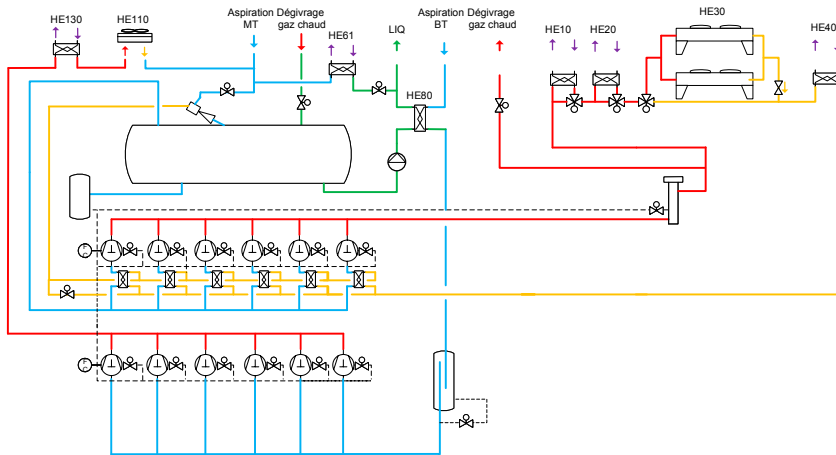 HE130
HE110
Aspiration
MT
Dégivrage
gaz chaud
HE61
LIQ
HE80
Aspiration
BT
Dégivrage
gaz chaud
HE10
HE20
HE30
HE40